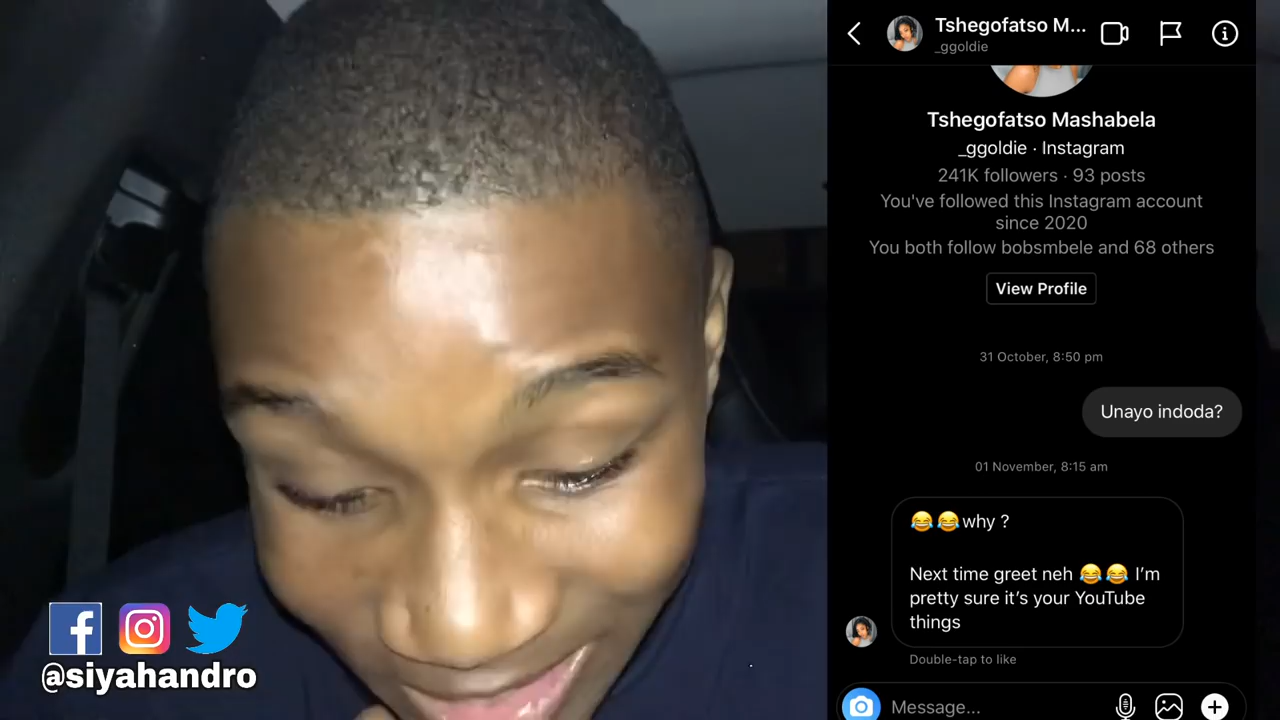 Tshegofatso M...
_ggoldie
Tshegofatso Mashabela
_ggoldie · Instagram
241K followers · 93 posts
You've followed this Instagram account
since 2020
You both follow bobsmbele and 68 others
View Profile
31 October, 8:50 pm
Unayo indoda?
01 November, 8:15 am
😂😂why ?
Next time greet neh 😂😂 I’m
pretty sure it’s your YouTube
things
Double-tap to like
Message...
@siyahandro